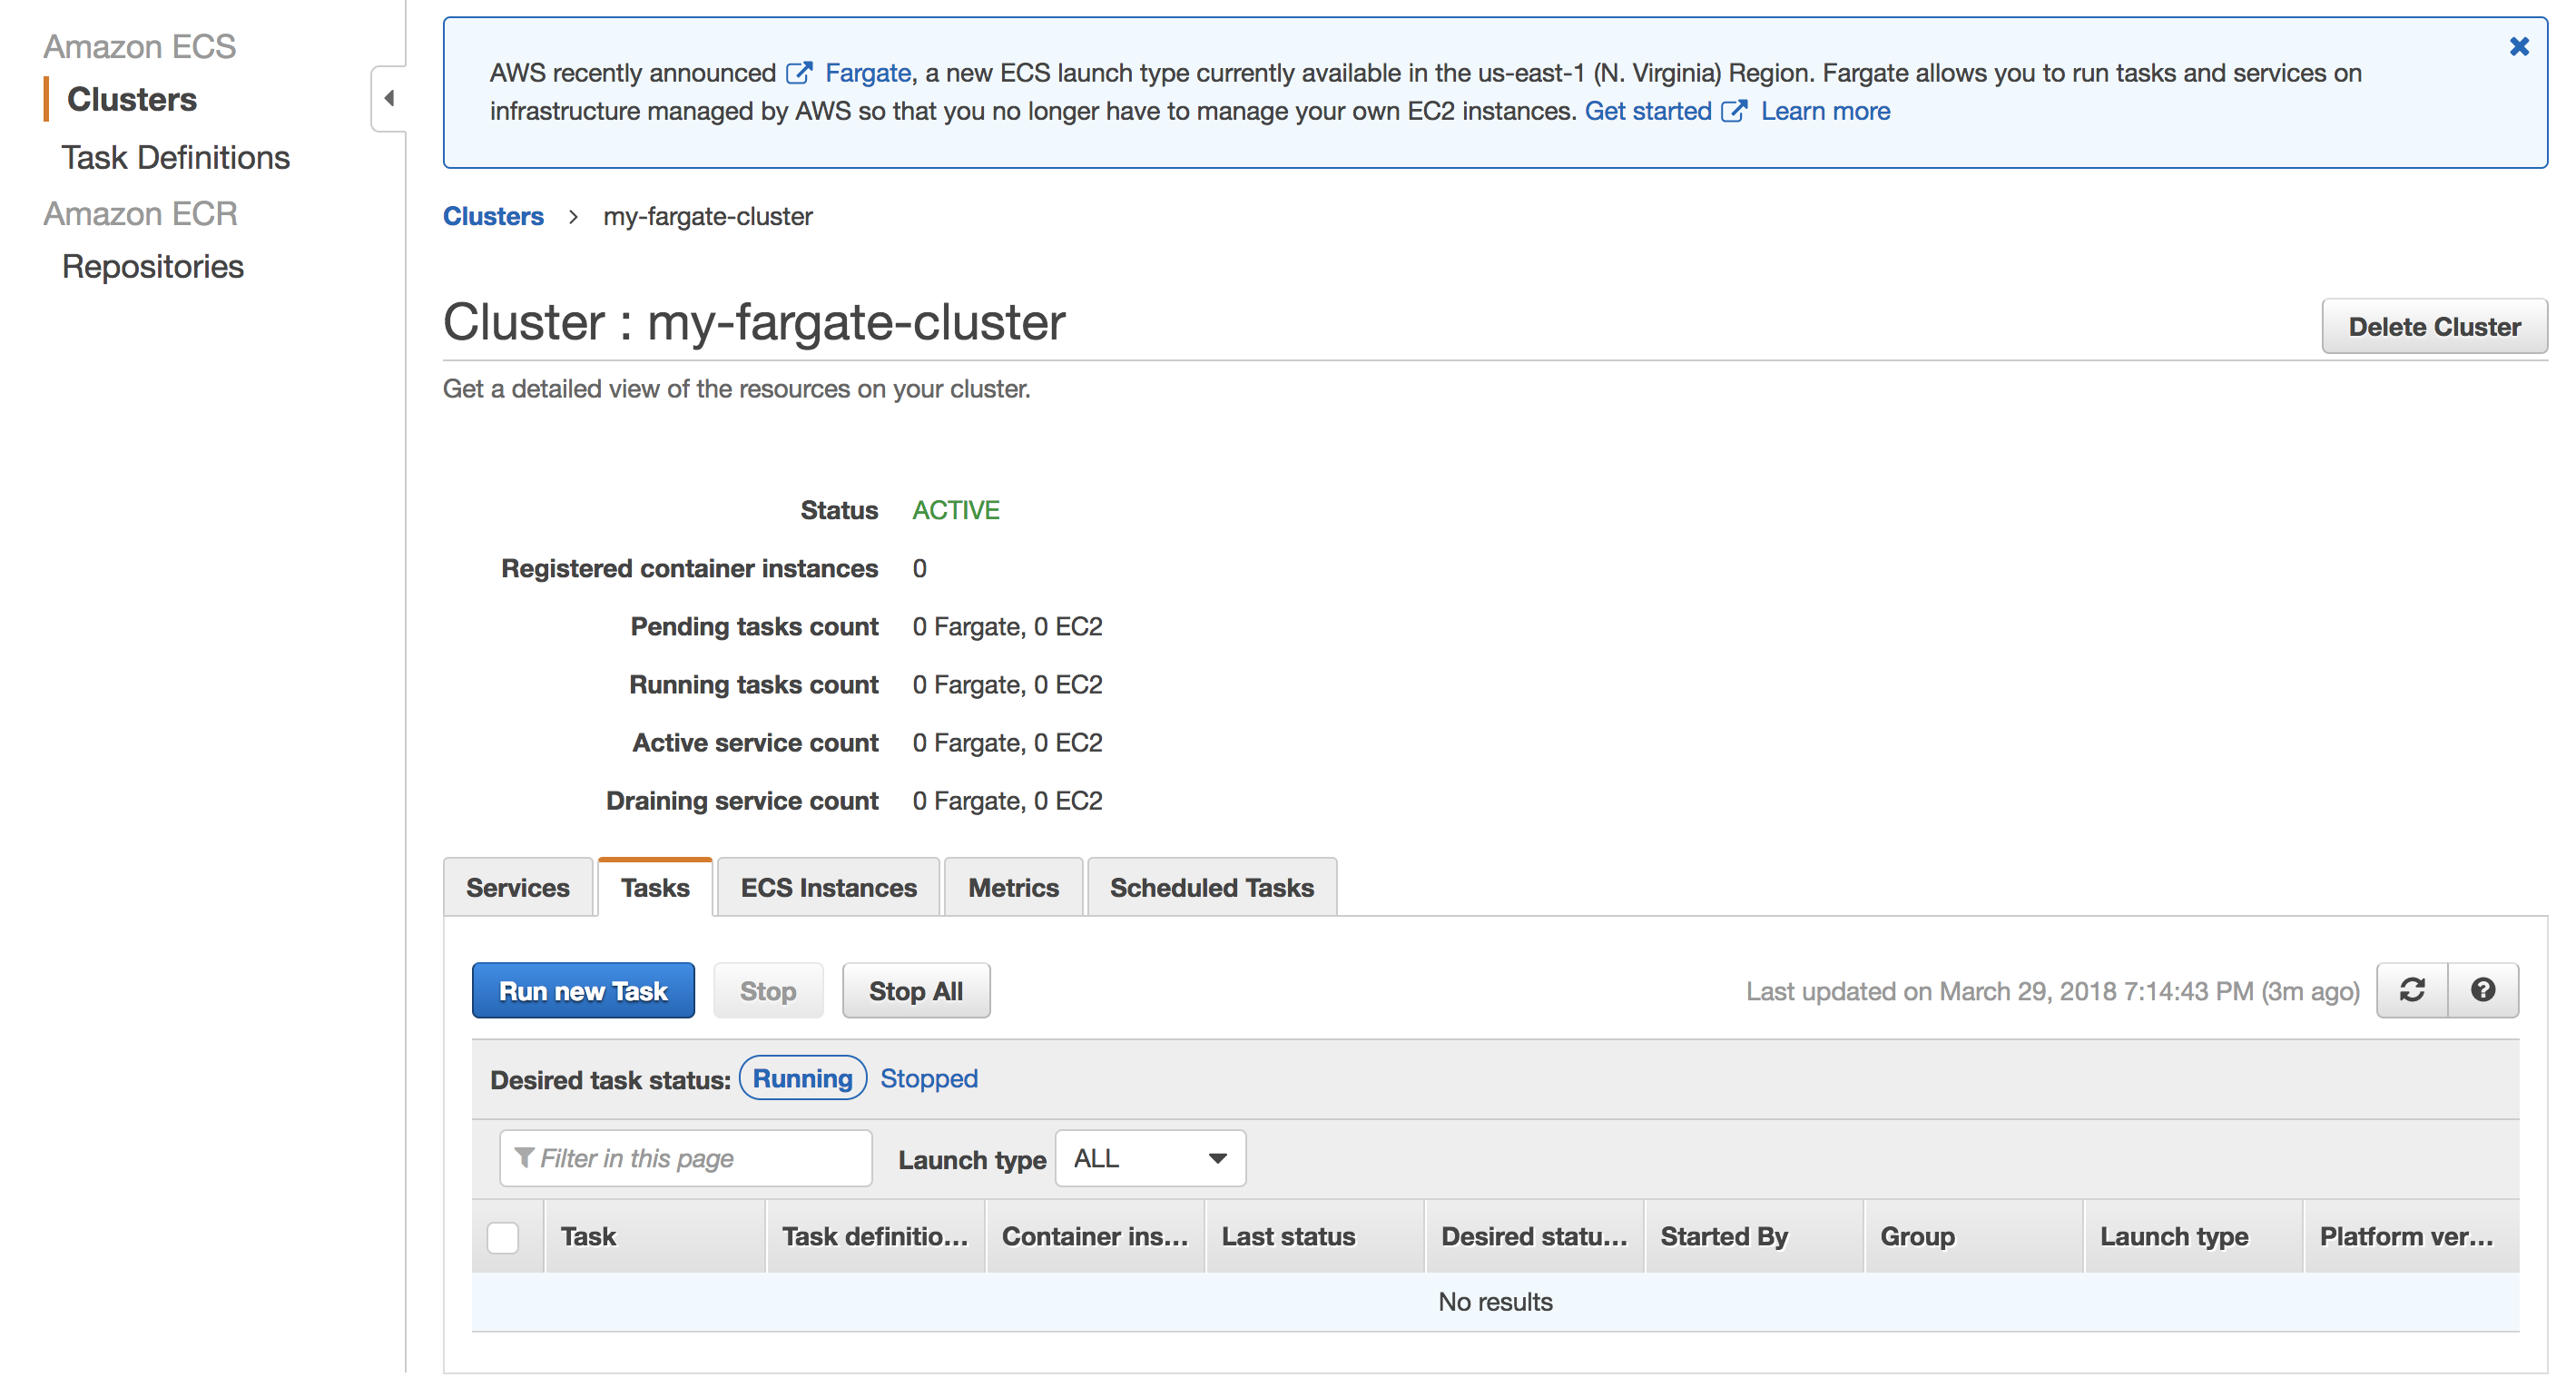 Amazon ECS
Clusters
Task Definitions
Amazon ECR
Repositories
AWS recently announced Fargate, a new ECS launch type currently available in the us-east-1 (N. Virginia) Region. Fargate allows you to run tasks and services on
infrastructure managed by AWS so that you no longer have to manage your own EC2 instances. Get started Learn more
Clusters > my-fargate-cluster
Cluster : my-fargate-cluster
Delete Cluster
Get a detailed view of the resources on your cluster.
Status ACTIVE
Registered container instances 0
Pending tasks count 0 Fargate, 0 EC2
Running tasks count 0 Fargate, 0 EC2
Active service count 0 Fargate, 0 EC2
Draining service count 0 Fargate, 0 EC2
Services Tasks ECS Instances Metrics Scheduled Tasks
Run new Task Stop Stop All Last updated on March 29, 2018 7:14:43 PM (3m ago)
Desired task status: Running Stopped
Filter in this page Launch type ALL
Task Task definitio... Container ins... Last status Desired statu... Started By Group Launch type Platform ver...
No results